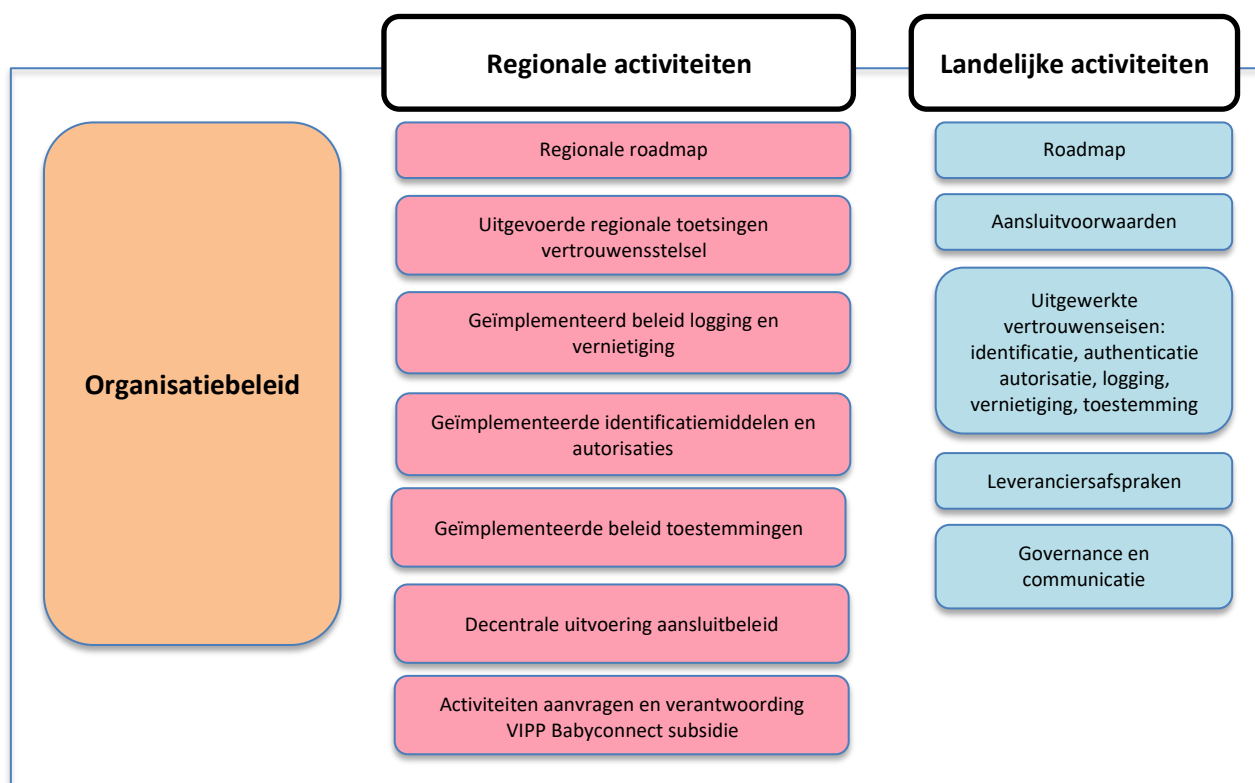 Regionale activiteiten
Landelijke activiteiten
Organisatiebeleid
Regionale roadmap
Uitgevoerde regionale toetsingen
vertrouwensstelsel
Geïmplementeerd beleid logging en
vernietiging
Geïmplementeerde identificatiemiddelen en
autorisaties
Geïmplementeerde beleid toestemmingen
Decentrale uitvoering aansluitbeleid
Activiteiten aanvragen en verantwoording
VIPP Babyconnect subsidie
Roadmap
Aansluitvoorwaarden
Uitgewerkte
vertrouwenseisen:
identificatie, authenticatie
autorisatie, logging,
vernietiging, toestemming
Leveranciersafspraken
Governance en
communicatie